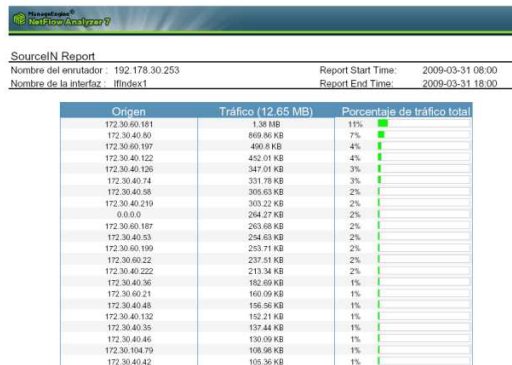 ManageEngine®
NetFlow Analyzer 7
SourceIN Report
Nombre del enrutador : 192.178.30.253 Report Start Time: 2009-03-31 08:00
Nombre de la interfaz : IfIndex1 Report End Time: 2009-03-31 18:00
Origen Tráfico (12.65 MB) Porcentaje de tráfico total
172.30.60.181 1.38 MB 11%
172.30.40.80 869.86 KB 7%
172.30.60.197 490.8 KB 4%
172.30.40.122 452.01 KB 4%
172.30.40.126 347.01 KB 3%
172.30.40.74 331.78 KB 3%
172.30.40.58 305.63 KB 2%
172.30.40.219 303.22 KB 2%
0.0.0.0 264.27 KB 2%
172.30.60.187 263.68 KB 2%
172.30.40.53 254.63 KB 2%
172.30.60.199 253.71 KB 2%
172.30.60.22 237.51 KB 2%
172.30.40.222 213.34 KB 2%
172.30.40.36 182.69 KB 1%
172.30.60.21 160.09 KB 1%
172.30.40.48 156.56 KB 1%
172.30.40.132 152.21 KB 1%
172.30.40.35 137.44 KB 1%
172.30.40.46 130.09 KB 1%
172.30.104.79 108.98 KB 1%
172.30.40.42 105.36 KB 1%